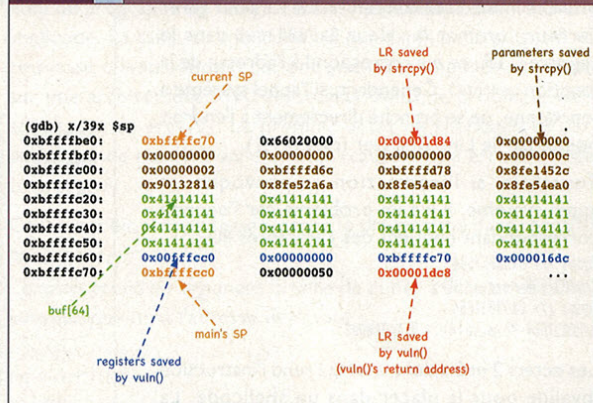 LR saved
by strcpy()
parameters saved
by strcpy()
current SP
(gdb) x/39x $sp
0xbffffbe0: 0xbffffc70 0x66020000 0x00001d84 0x00000000
0xbffffbf0: 0x00000000 0x00000000 0x00000000 0x0000000c
0xbffffc00: 0x00000002 0xbffffd6c 0xbffffd78 0x8fe1452c
0xbffffc10: 0x90132814 0x8fe52a6a 0x8fe54ea0 0x8fe54ea0
0xbffffc20: 0x41414141 0x41414141 0x41414141 0x41414141
0xbffffc30: 0x41414141 0x41414141 0x41414141 0x41414141
0xbffffc40: 0x41414141 0x41414141 0x41414141 0x41414141
0xbffffc50: 0x41414141 0x41414141 0x41414141 0x41414141
0xbffffc60: 0x00fffcc0 0x00000000 0xbffffc70 0x000016dc
0xbffffc70: 0xbffffcc0 0x00000050 0x00001dc8 ...
buf[64]
main's SP
registers saved
by vuln()
LR saved
by vuln()
(vuln()'s return address)